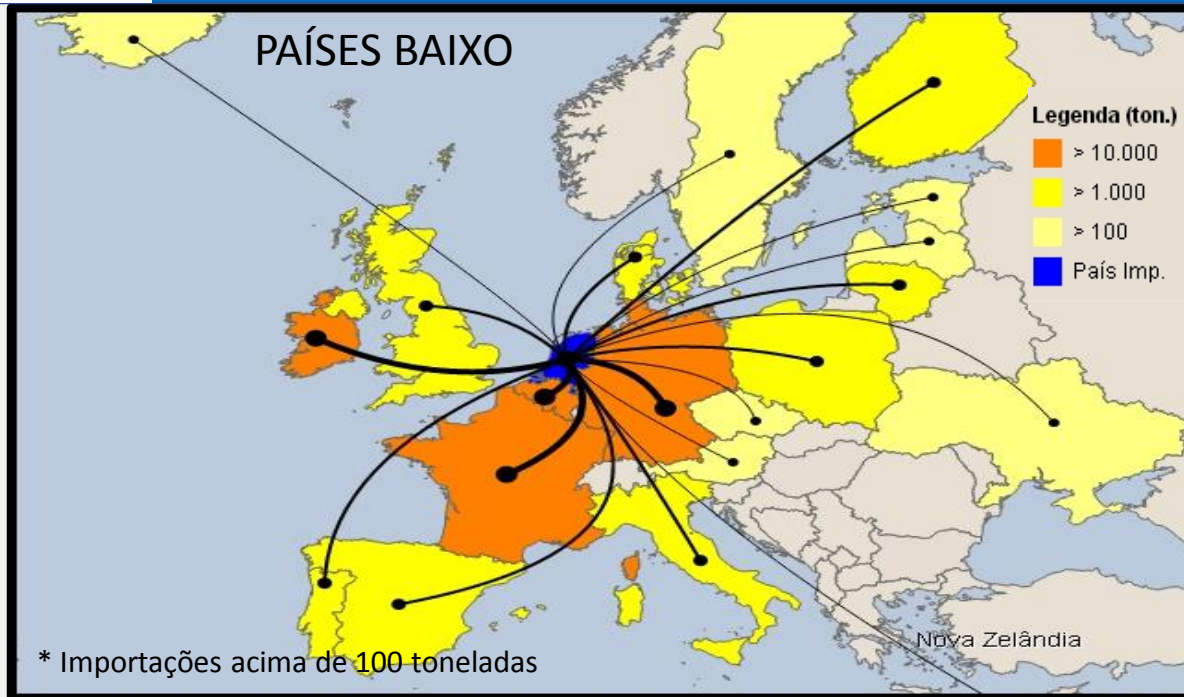 PAÍSES BAIXO
Legenda (ton.)
> 10.000
> 1.000
> 100
País Imp.
Nova Zelândia
* Importações acima de 100 toneladas